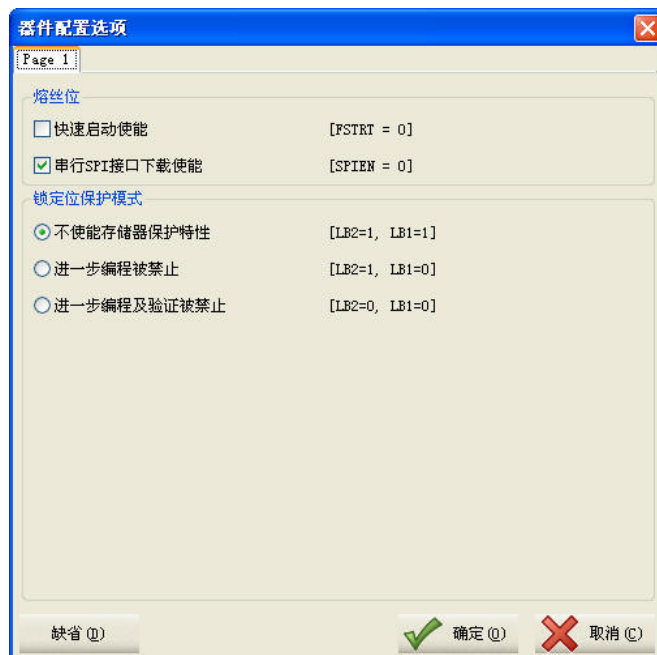 器件配置选项
Page 1
熔丝位
快速启动使能 [FSTRT = 0]
串行SPI接口下载使能 [SPIEN = 0]
锁定位保护模式
不使能存储器保护特性 [LB2=1, LB1=1]
进一步编程被禁止 [LB2=1, LB1=0]
进一步编程及验证被禁止 [LB2=0, LB1=0]
缺省(D) 确定(O) 取消(C)